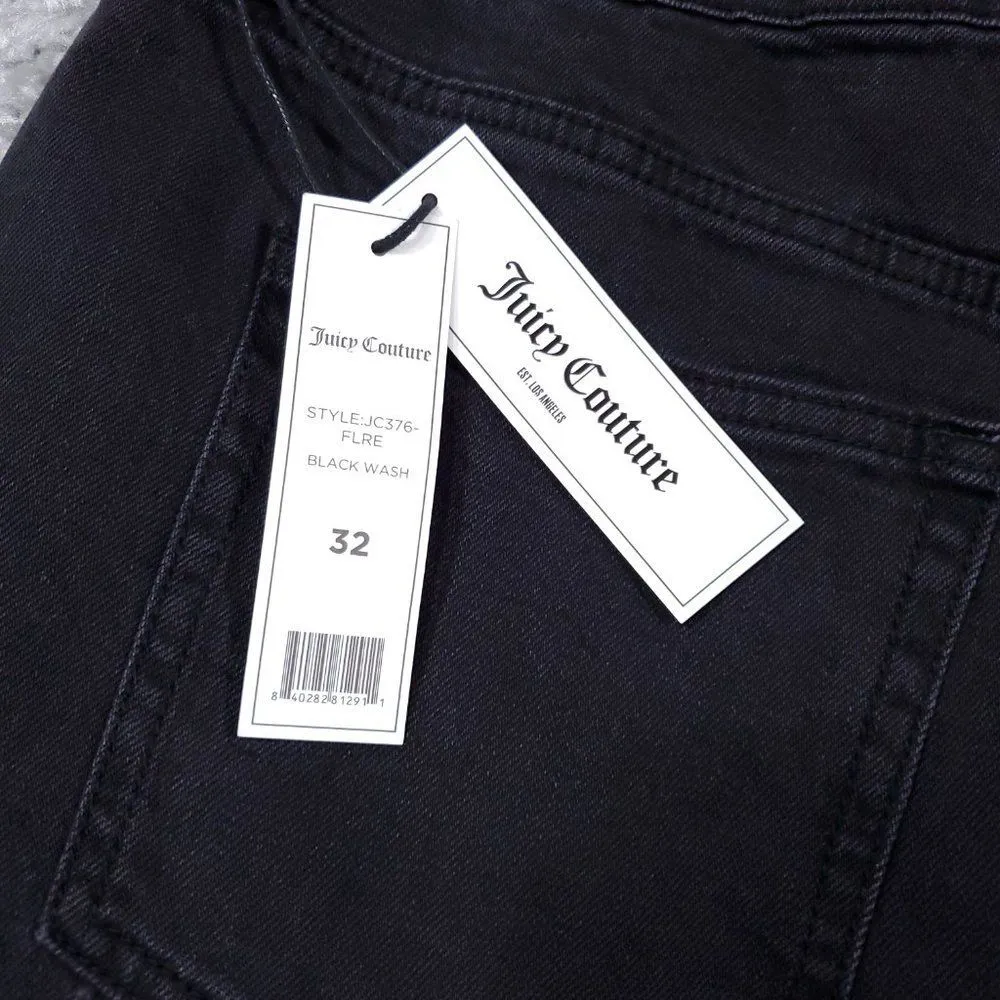 Juicy Couture
STYLE:JC376-
FLRE
BLACK WASH
32
8 40282 81291 1
Juicy Couture
EST. LOS ANGELES